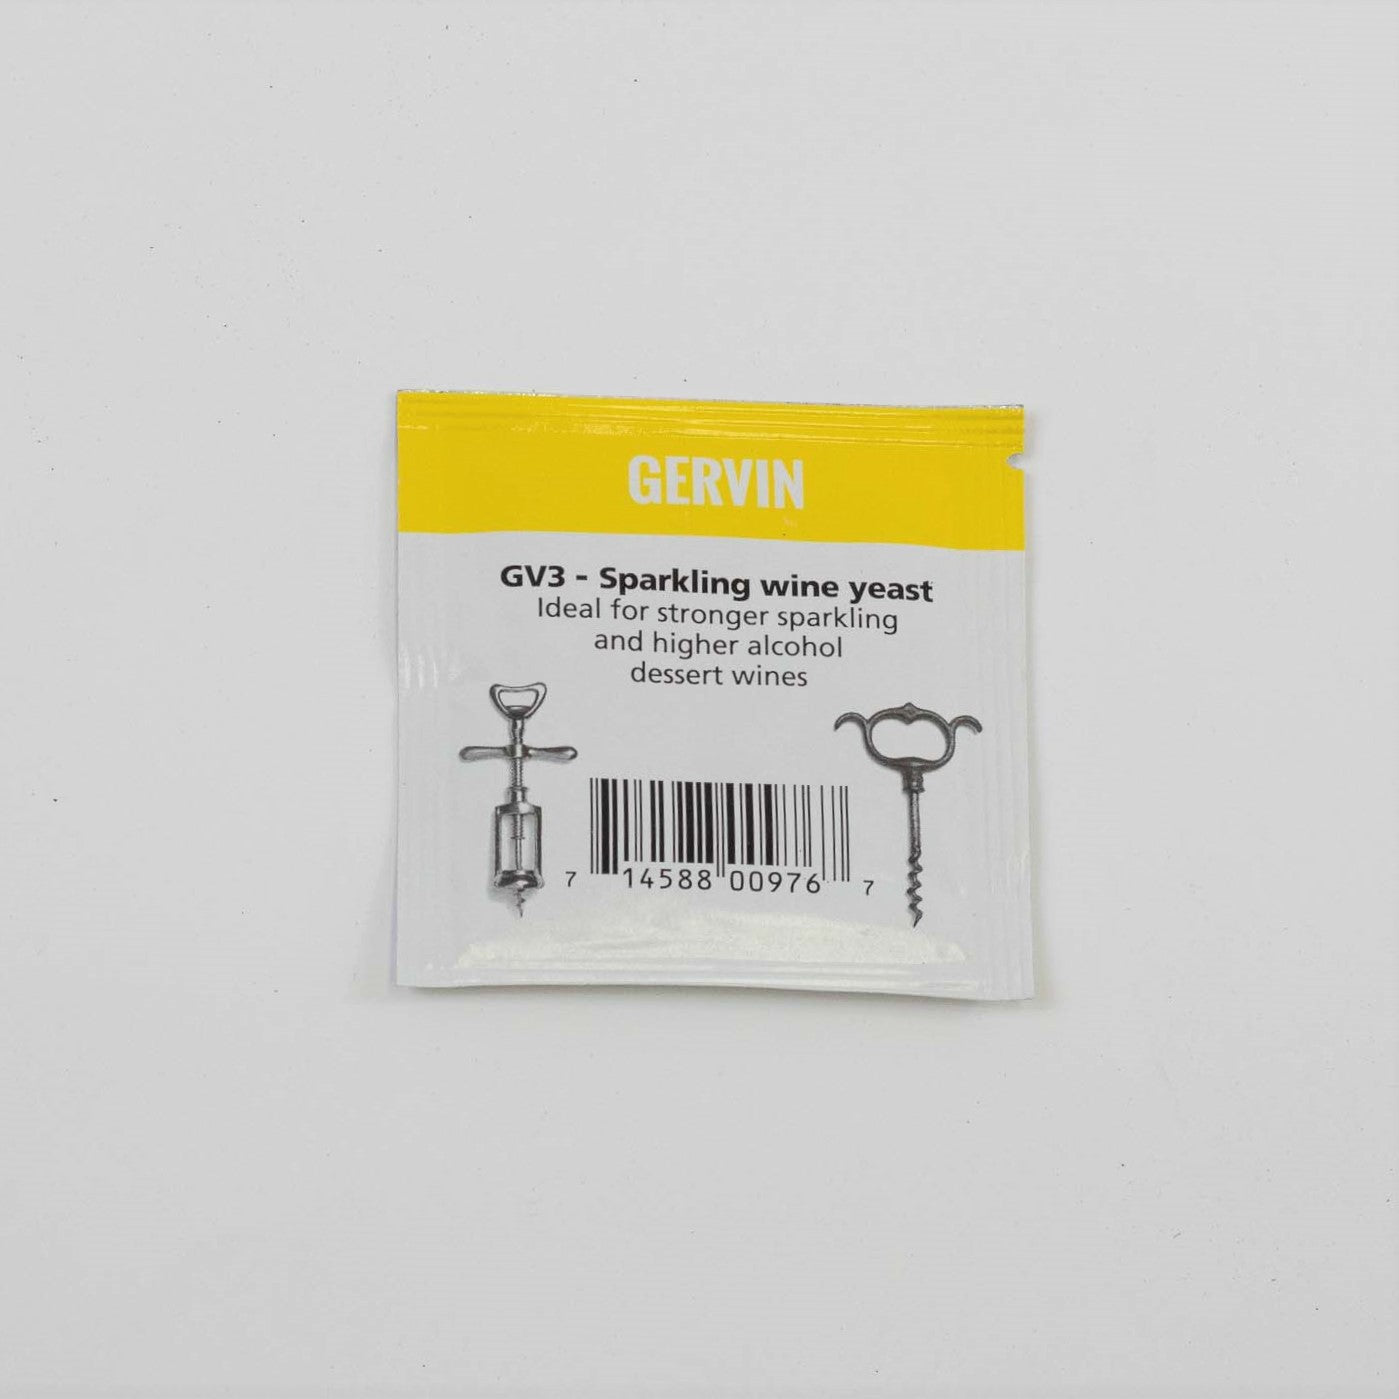 GERVIN
GV3 - Sparkling wine yeast
Ideal for stronger sparkling
and higher alcohol
dessert wines
7 14588 00976 7